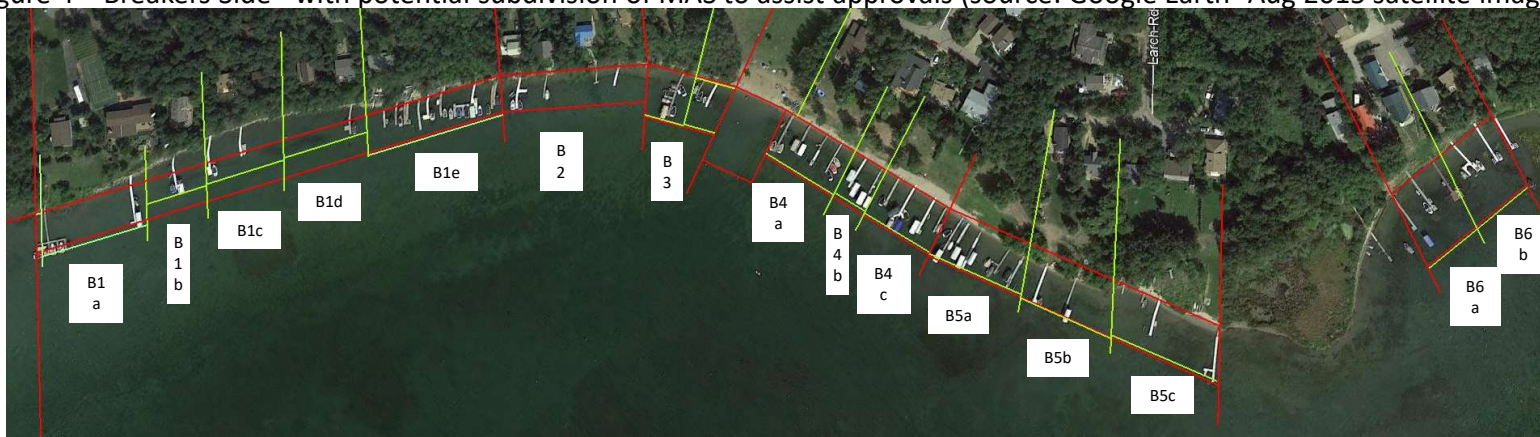 Breakers Side - with potential subdivision of MAS to assist approvals (source: Google Earth- Aug 2015 satellite
Larch-Rd
B1
a
B
1
b
B1c
B1d
B1e
B
2
B
3
B4
a
B
4
b
B4
c
B5a
B5b
B5c
B6
a
B6
b